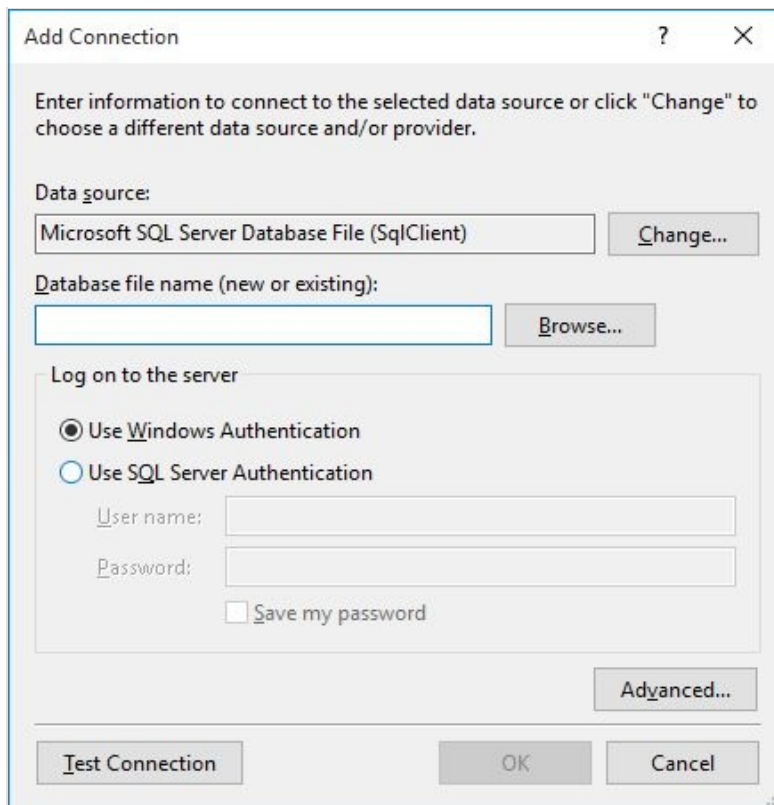 Add Connection
Enter information to connect to the selected data source or click "Change" to
choose a different data source and/or provider.
Data source:
Microsoft SQL Server Database File (SqlClient)
Change...
Database file name (new or existing):
Browse...
Log on to the server
Use Windows Authentication
Use SQL Server Authentication
User name:
Password:
Save my password
Advanced...
Test Connection
OK
Cancel